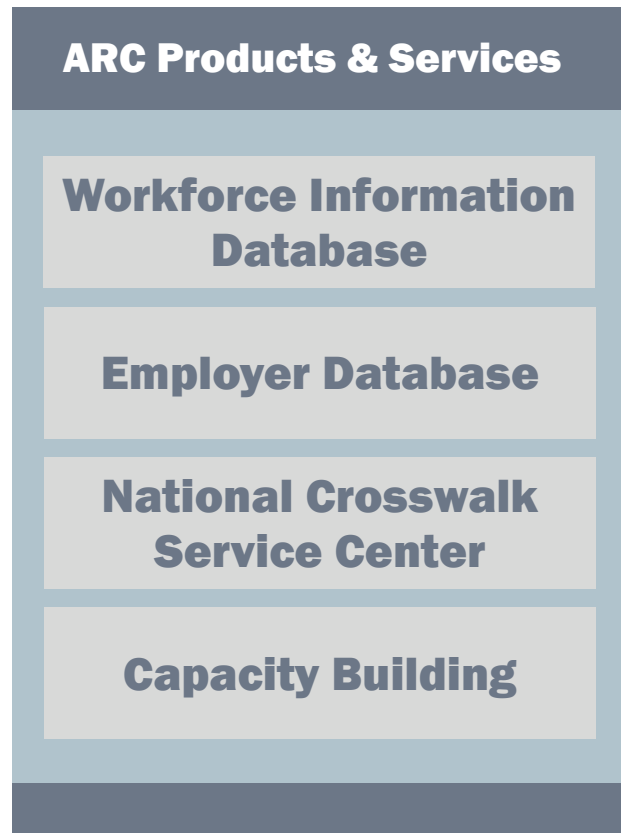 ARC Products & Services
Workforce Information
Database
Employer Database
National Crosswalk
Service Center
Capacity Building